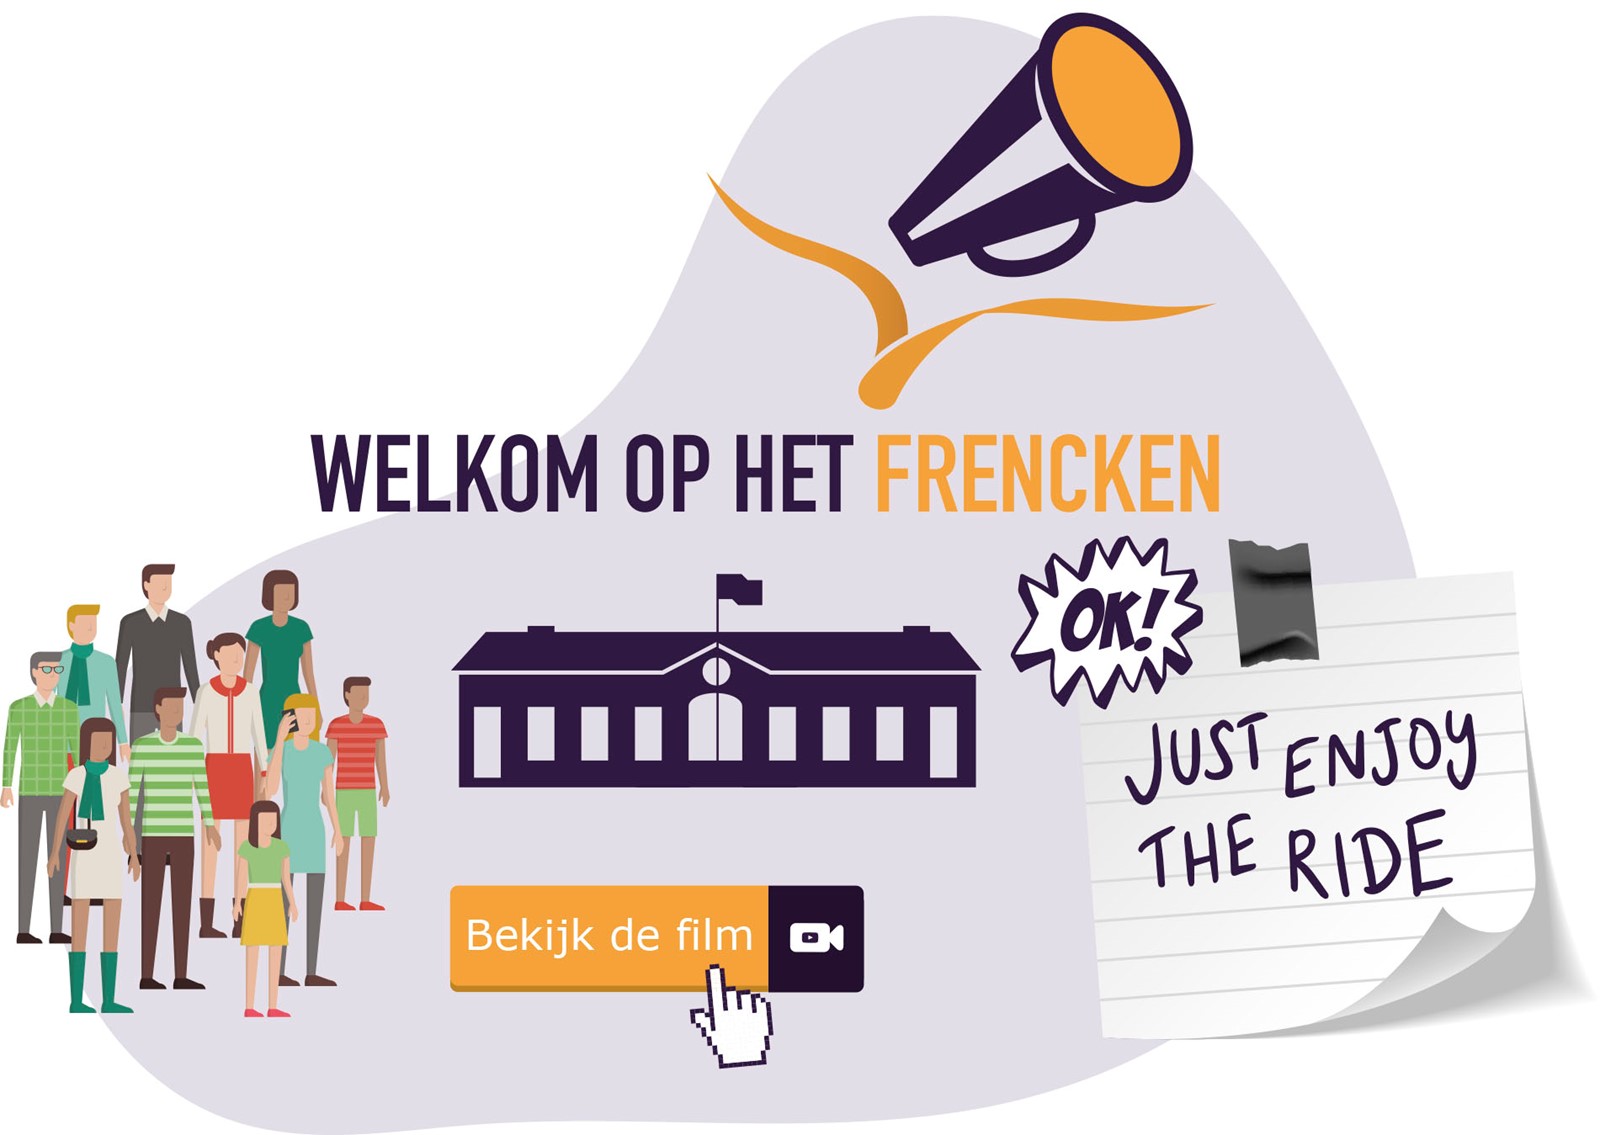 WELKOM OP HET FRENCKEN
OK!
JUST ENJOY
THE RIDE
Bekijk de film